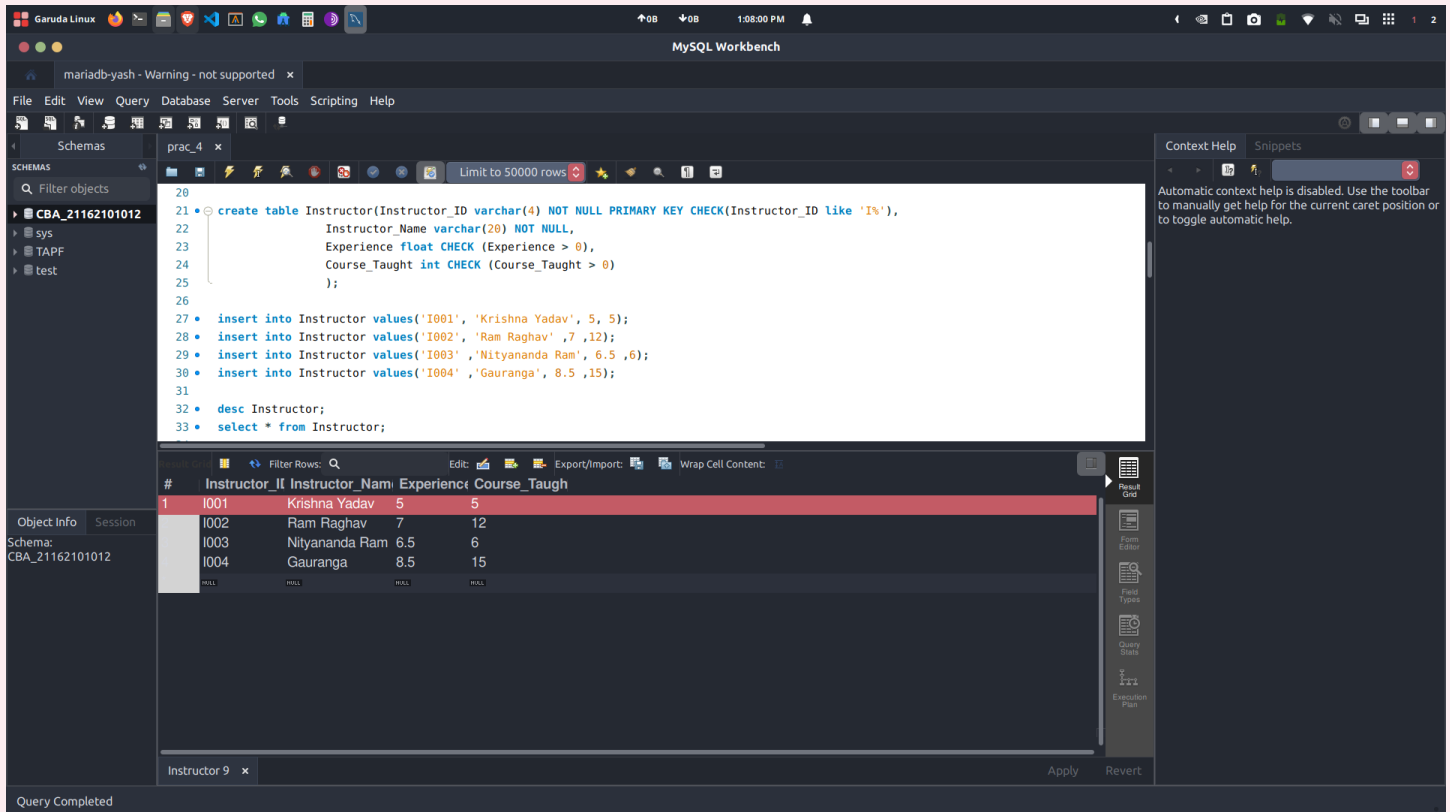 Garuda Linux 0B 0B 1:08:00 PM 1 2
MySQL Workbench
mariadb-yash - Warning - not supported ×
File Edit View Query Database Server Tools Scripting Help
Schemas
prac_4 ×
Context Help Snippets
SCHEMAS
Limit to 50000 rows
Filter objects
Automatic context help is disabled. Use the toolbar
to manually get help for the current caret position or
to toggle automatic help.
CBA_21162101012
sys
TAPF
test
20
21 create table Instructor(Instructor_ID varchar(4) NOT NULL PRIMARY KEY CHECK(Instructor_ID like 'I%'),
22 Instructor_Name varchar(20) NOT NULL,
23 Experience float CHECK (Experience > 0),
24 Course_Taught int CHECK (Course_Taught > 0)
25 );
26
27 insert into Instructor values('I001', 'Krishna Yadav', 5, 5);
28 insert into Instructor values('I002', 'Ram Raghav' ,7 ,12);
29 insert into Instructor values('I003' ,'Nityananda Ram', 6.5 ,6);
30 insert into Instructor values('I004' ,'Gauranga', 8.5 ,15);
31
32 desc Instructor;
33 select * from Instructor;
Result Grid Filter Rows: Edit: Export/Import: Wrap Cell Content:
# Instructor_I Instructor_Nam Experience Course_Taugh
1 I001 Krishna Yadav 5 5
I002 Ram Raghav 7 12
I003 Nityananda Ram 6.5 6
I004 Gauranga 8.5 15
NULL NULL NULL NULL
Result
Grid
Form
Editor
Field
Types
Query
Stats
Execution
Plan
Object Info Session
Schema:
CBA_21162101012
Instructor 9 × Apply Revert
Query Completed